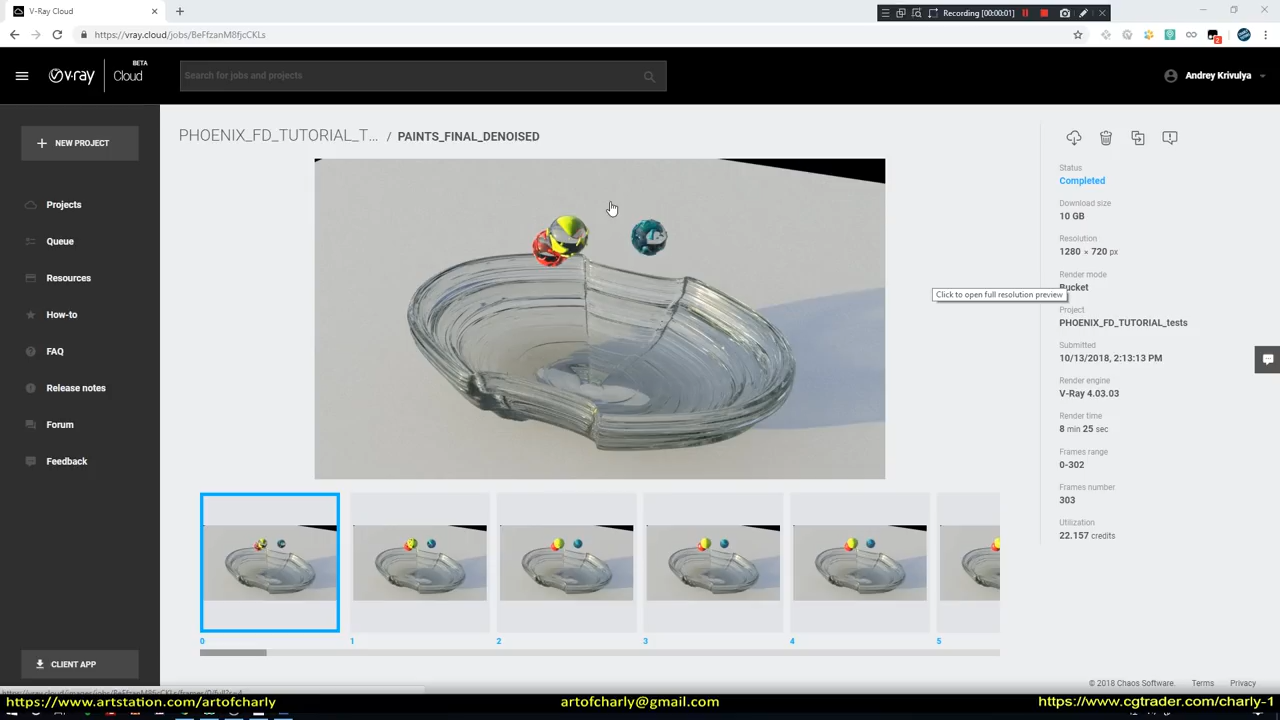 V-Ray Cloud
Recording [00:00:01]
https://vray.cloud/jobs/BeFfzanM8fjcCKLs
2
v·ray
Cloud
BETA
Search for jobs and projects
Andrey Krivulya
NEW PROJECT
Projects
Queue
Resources
How-to
FAQ
Release notes
Forum
Feedback
CLIENT APP
PHOENIX_FD_TUTORIAL_T... / PAINTS_FINAL_DENOISED
Click to open full resolution preview
0
1
2
3
4
5
Status
Completed
Download size
10 GB
Resolution
1280 × 720 px
Render mode
Bucket
Project
PHOENIX_FD_TUTORIAL_tests
Submitted
10/13/2018, 2:13:13 PM
Render engine
V-Ray 4.03.03
Render time
8 min 25 sec
Frames range
0-302
Frames number
303
Utilization
22.157 credits
© 2018 Chaos Software.
Terms
Privacy
https://www.artstation.com/artofcharly
artofcharly@gmail.com
https://www.cgtrader.com/charly-1